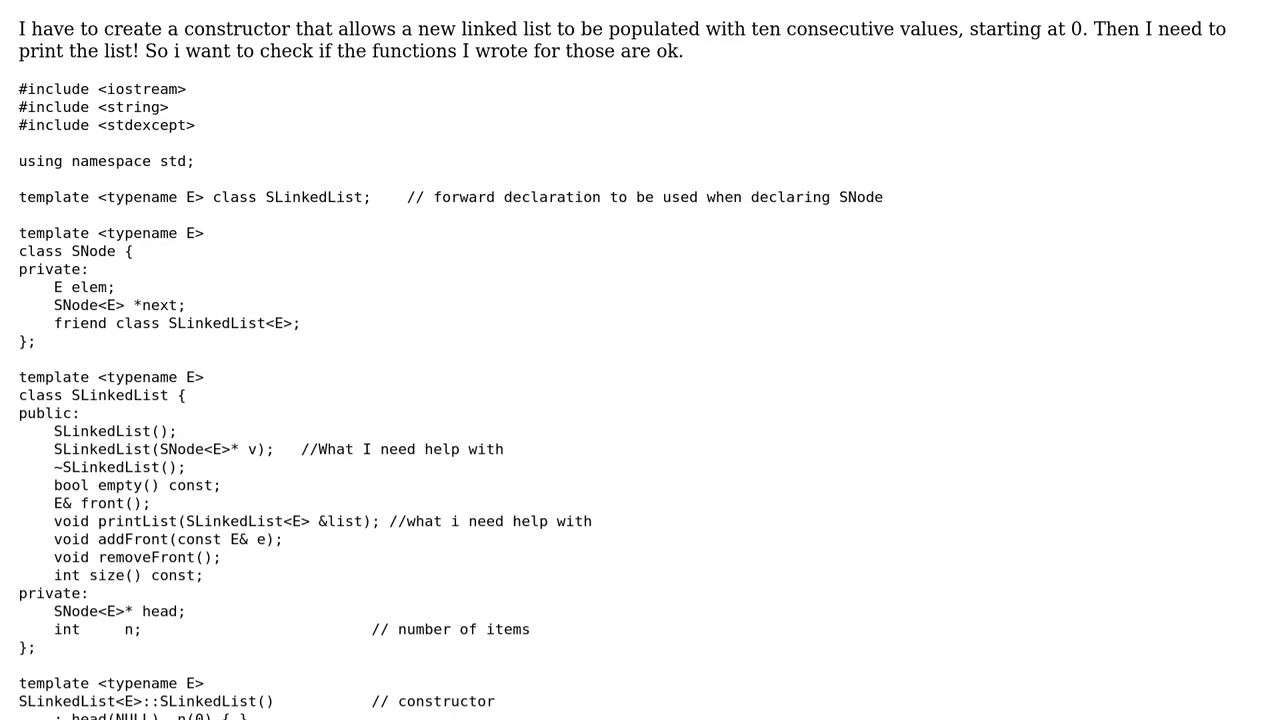 I have to create a constructor that allows a new linked list to be populated with ten consecutive values, starting at 0. Then I need to
print the list! So i want to check if the functions I wrote for those are ok.
#include <iostream>
#include <string>
#include <stdexcept>
using namespace std;
template <typename E> class SLinkedList;    // forward declaration to be used when declaring SNode
template <typename E>
class SNode {
private:
    E elem;
    SNode<E> *next;
    friend class SLinkedList<E>;
};
template <typename E>
class SLinkedList {
public:
    SLinkedList();
    SLinkedList(SNode<E>* v);   //What I need help with
    ~SLinkedList();
    bool empty() const;
    E& front();
    void printList(SLinkedList<E> &list); //what i need help with
    void addFront(const E& e);
    void removeFront();
    int size() const;
private:
    SNode<E>* head;
    int     n;                          // number of items
};
template <typename E>
SLinkedList<E>::SLinkedList()           // constructor
    : head(NULL), n(0) { }